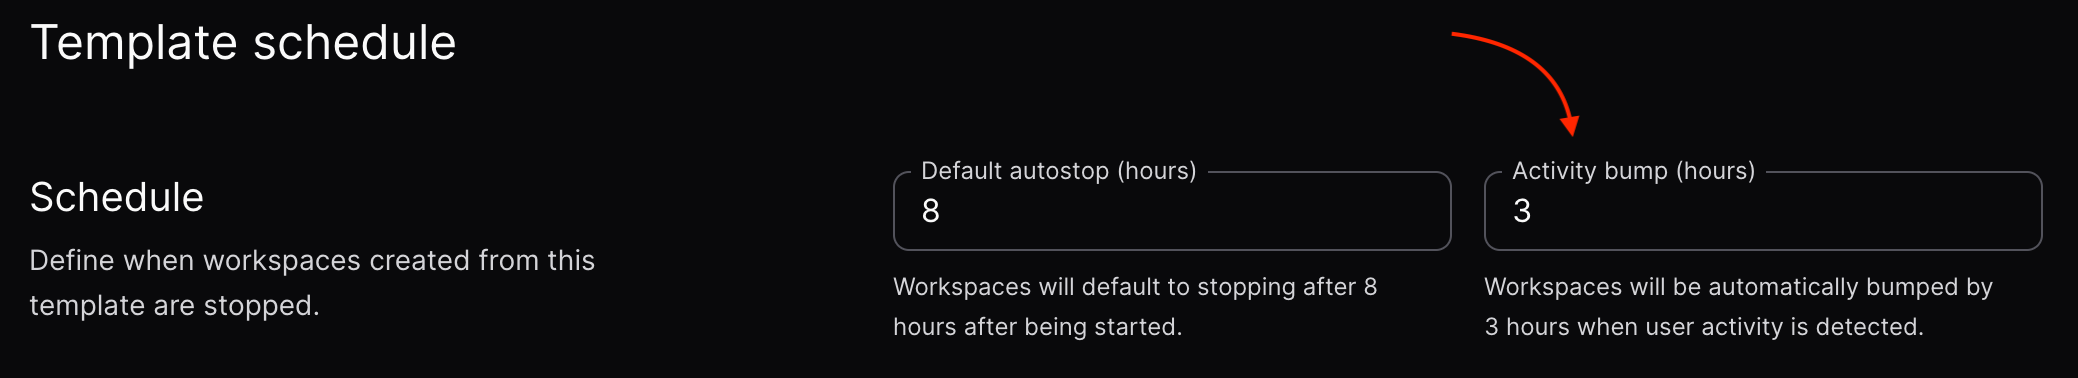 Template schedule
Schedule
Define when workspaces created from this
template are stopped.
Default autostop (hours)
8
Workspaces will default to stopping after 8
hours after being started.
Activity bump (hours)
3
Workspaces will be automatically bumped by
3 hours when user activity is detected.